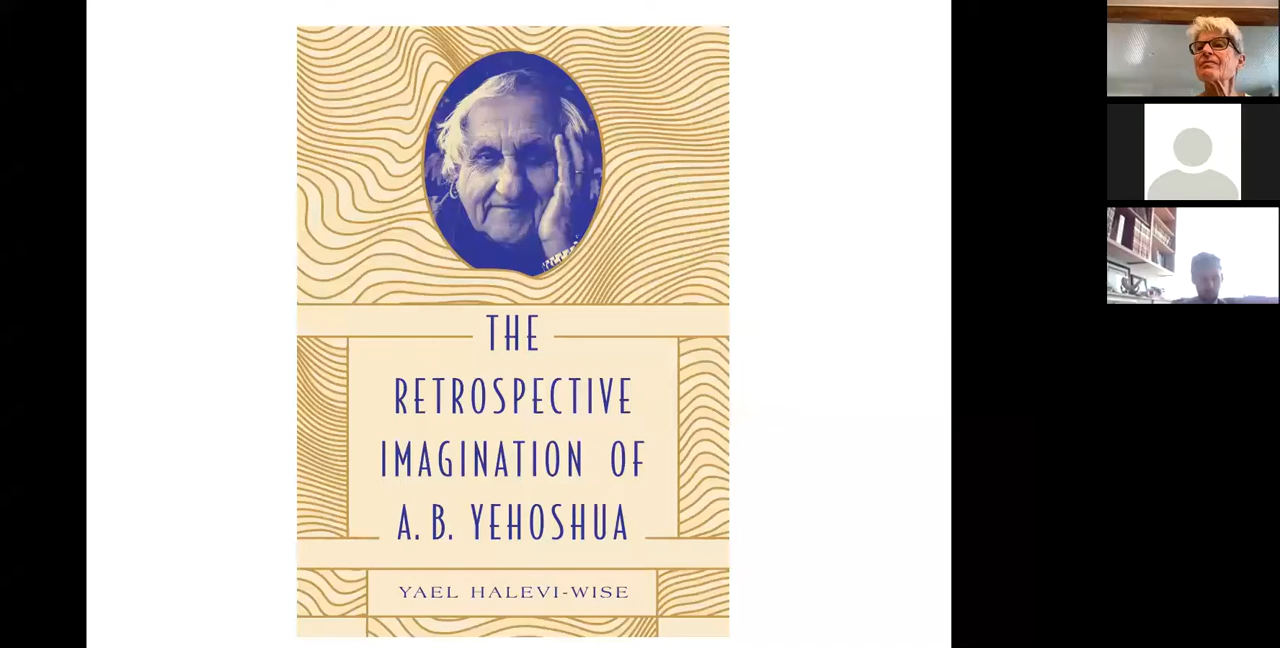 THE
RETROSPECTIVE
IMAGINATION OF
A. B. YEHOSHUA
YAEL HALEVI-WISE